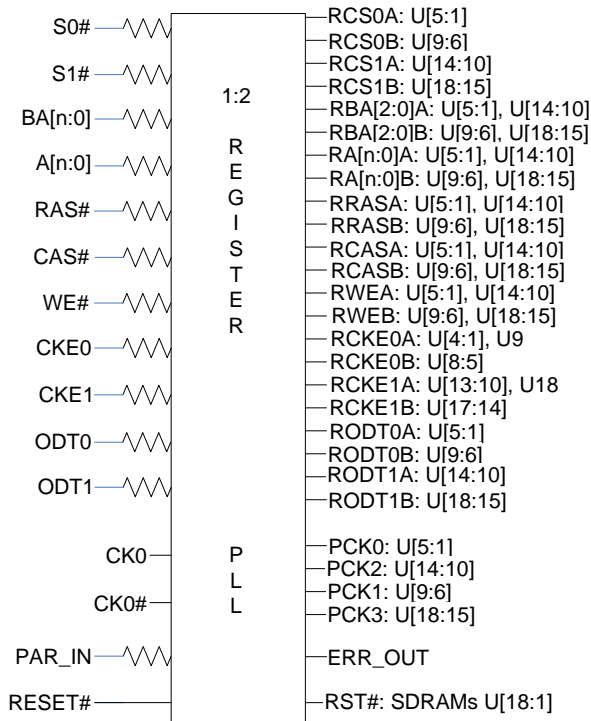 S0#
S1#
BA[n:0]
A[n:0]
RAS#
CAS#
WE#
CKE0
CKE1
ODT0
ODT1
CK0
CK0#
PAR_IN
RESET#
1:2
R
E
G
I
S
T
E
R
P
L
L
RCS0A: U[5:1]
RCS0B: U[9:6]
RCS1A: U[14:10]
RCS1B: U[18:15]
RBA[2:0]A: U[5:1], U[14:10]
RBA[2:0]B: U[9:6], U[18:15]
RA[n:0]A: U[5:1], U[14:10]
RA[n:0]B: U[9:6], U[18:15]
RRASA: U[5:1], U[14:10]
RRASB: U[9:6], U[18:15]
RCASA: U[5:1], U[14:10]
RCASB: U[9:6], U[18:15]
RWEA: U[5:1], U[14:10]
RWEB: U[9:6], U[18:15]
RCKE0A: U[4:1], U9
RCKE0B: U[8:5]
RCKE1A: U[13:10], U18
RCKE1B: U[17:14]
RODT0A: U[5:1]
RODT0B: U[9:6]
RODT1A: U[14:10]
RODT1B: U[18:15]
PCK0: U[5:1]
PCK2: U[14:10]
PCK1: U[9:6]
PCK3: U[18:15]
ERR_OUT
RST#: SDRAMs U[18:1]